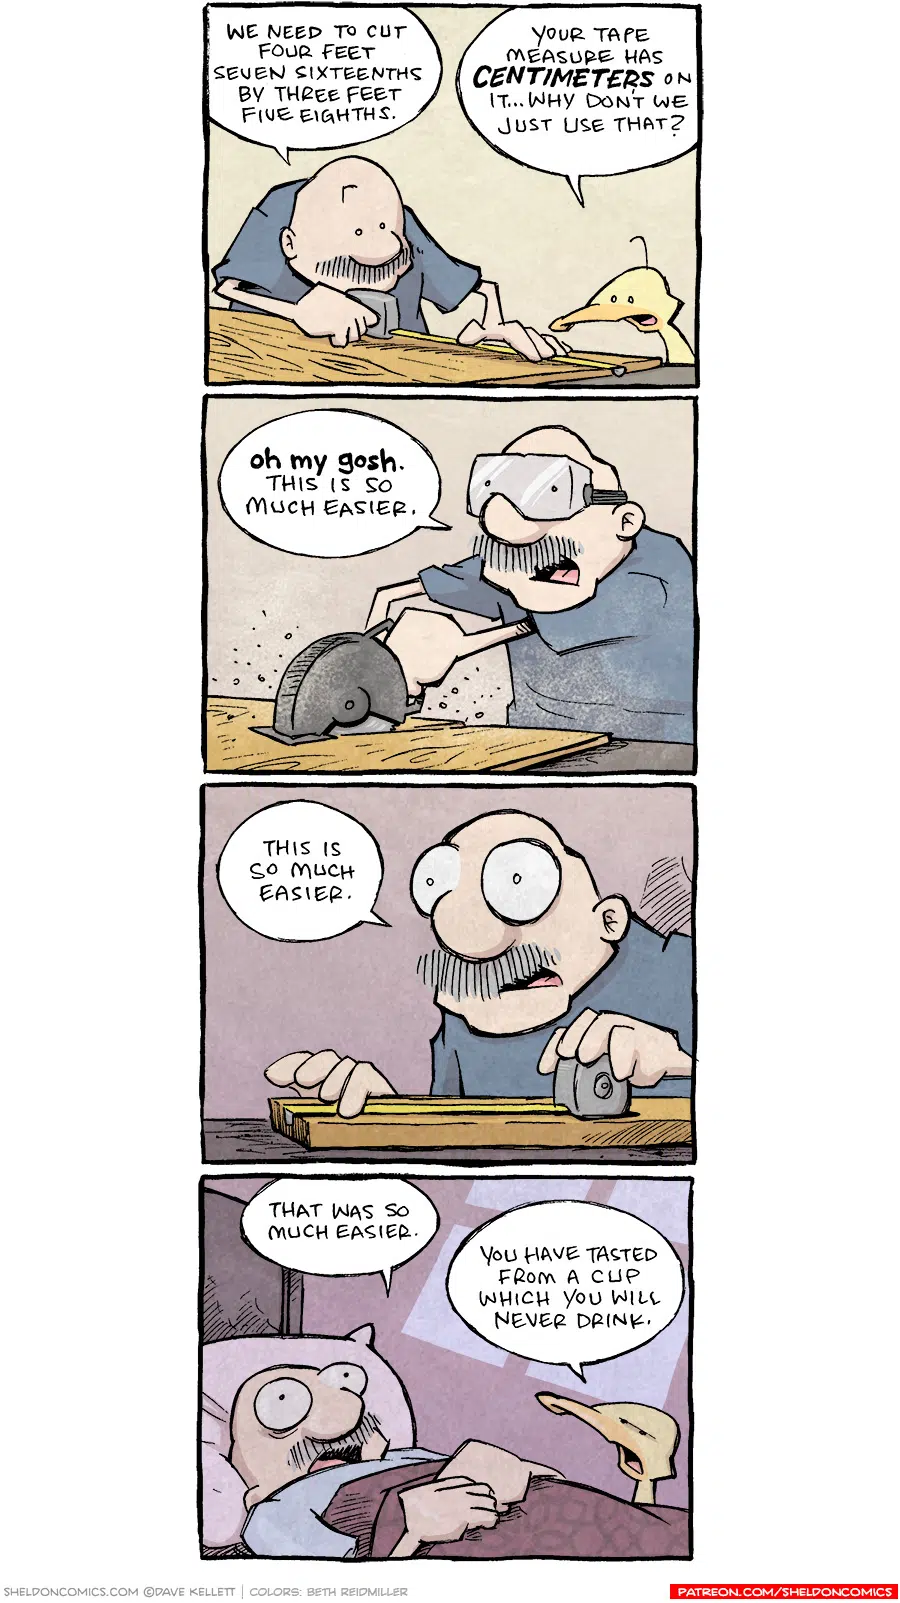 WE NEED TO CUT
FOUR FEET
SEVEN SIXTEENTHS
BY THREE FEET
FIVE EIGHTHS.
YOUR TAPE
MEASURE HAS
CENTIMETERS ON
IT...WHY DON'T WE
JUST USE THAT?
oh my gosh.
THIS IS SO
MUCH EASIER.
THIS IS
SO MUCH
EASIER.
THAT WAS SO
MUCH EASIER.
YOU HAVE TASTED
FROM A CUP
WHICH YOU WILL
NEVER DRINK.
SHELDONCOMICS.COM ©DAVE KELLETT | COLORS: BETH REIDMILLER
PATREON.COM/SHELDONCOMICS